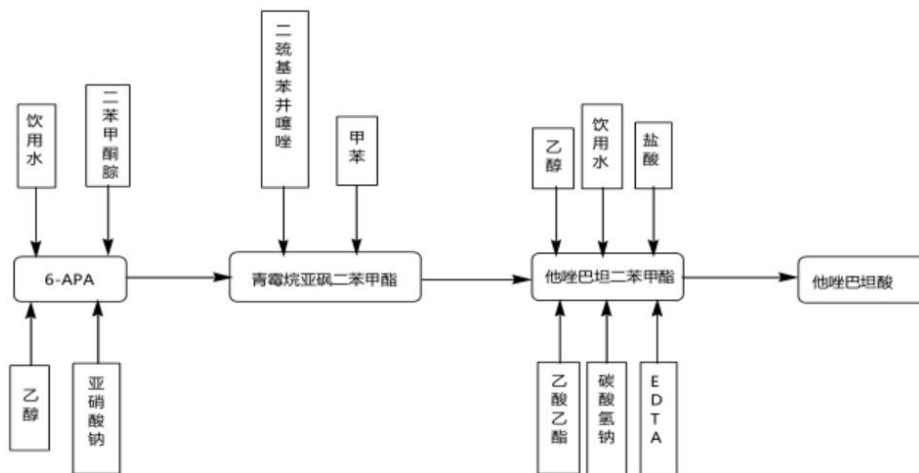 饮用水
二苯甲酮腙
二巯基苯并噻唑
甲苯
乙醇
饮用水
盐酸
6-APA
青霉烷亚砜二苯甲酯
他唑巴坦二苯甲酯
他唑巴坦酸
乙醇
亚硝酸钠
乙酸乙酯
碳酸氢钠
EDTA